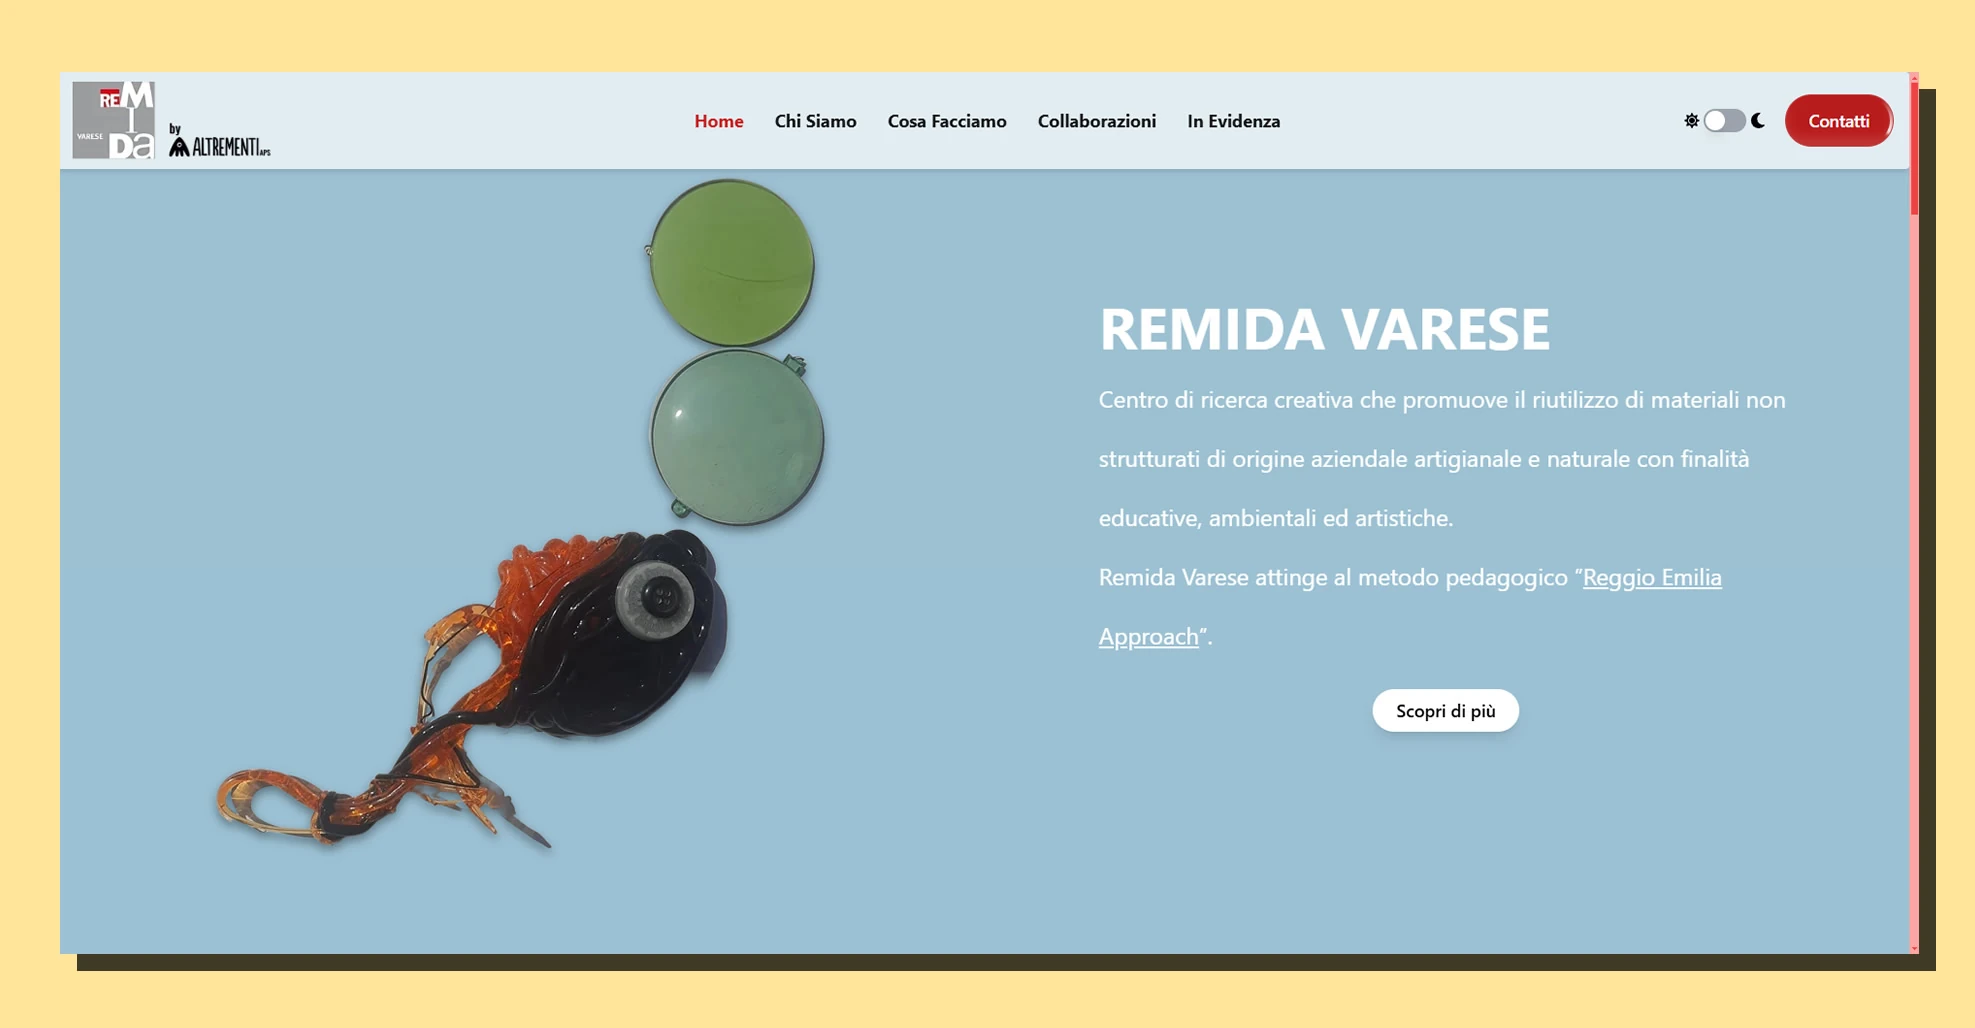 REMIDA
VARESE
by
ALTREMENTI APS
Home
Chi Siamo
Cosa Facciamo
Collaborazioni
In Evidenza
Contatti
REMIDA VARESE
Centro di ricerca creativa che promuove il riutilizzo di materiali non
strutturati di origine aziendale artigianale e naturale con finalità
educative, ambientali ed artistiche.
Remida Varese attinge al metodo pedagogico “Reggio Emilia
Approach”.
Scopri di più